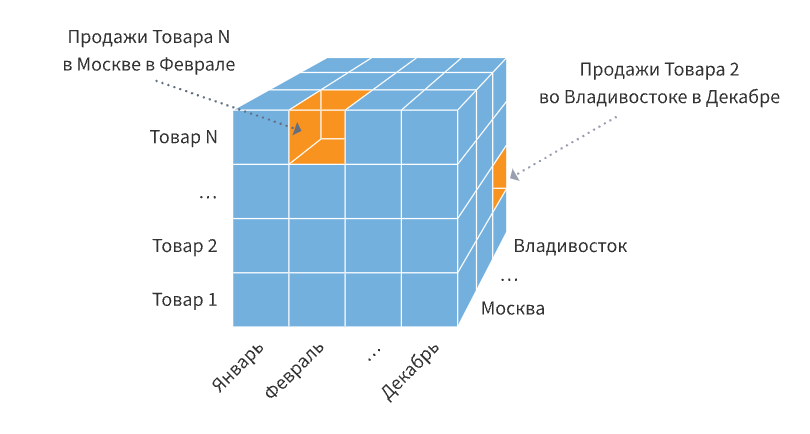 Продажи Товара N
в Москве в Феврале
Продажи Товара 2
во Владивостоке в Декабре
Товар N
...
Товар 2
Товар 1
Владивосток
...
Москва
Январь
Февраль
...
Декабрь